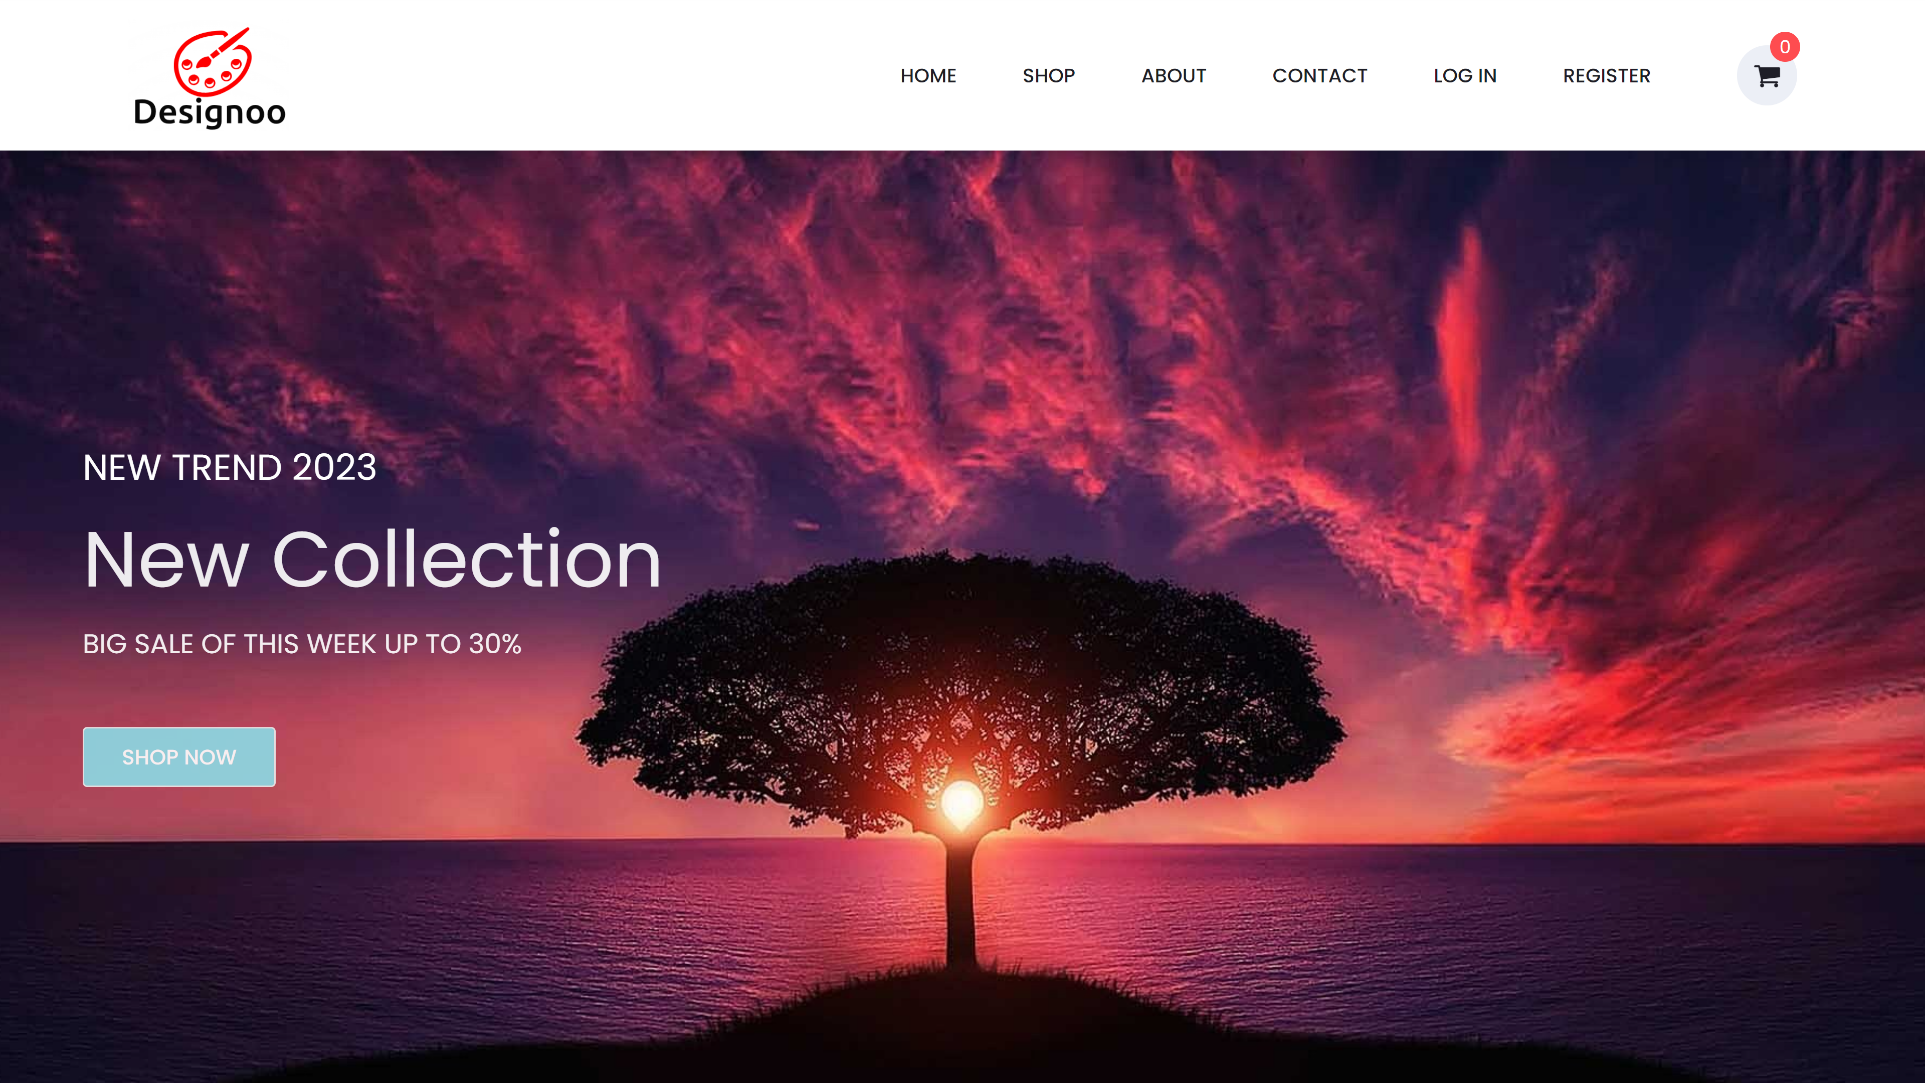 Designoo
HOME SHOP ABOUT CONTACT LOG IN REGISTER
0
NEW TREND 2023
New Collection
BIG SALE OF THIS WEEK UP TO 30%
SHOP NOW